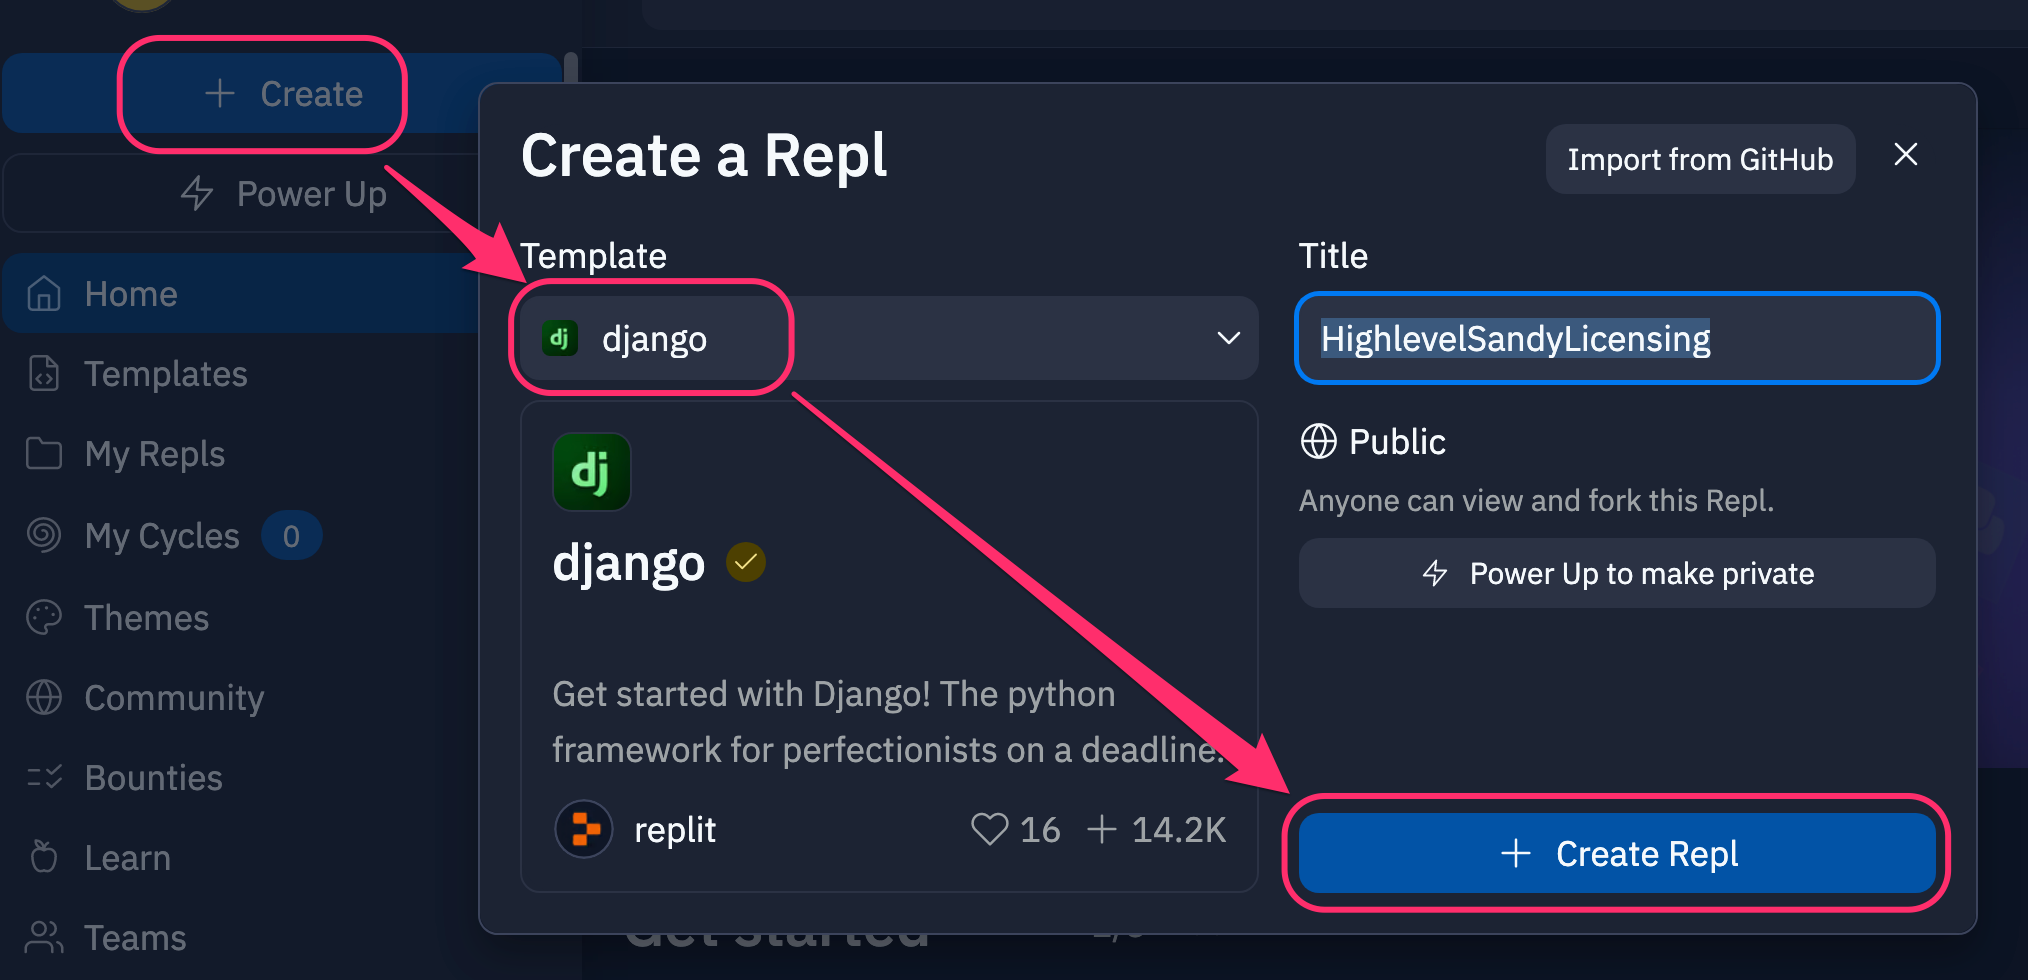 Create
Power Up
Home
Templates
My Repls
My Cycles 0
Themes
Community
Bounties
Learn
Teams
Create a Repl
Import from GitHub
Template
dj django
dj
django
Get started with Django! The python
framework for perfectionists on a deadline.
replit 16 14.2K
Title
HighlevelSandyLicensing
Public
Anyone can view and fork this Repl.
Power Up to make private
Create Repl
Get started